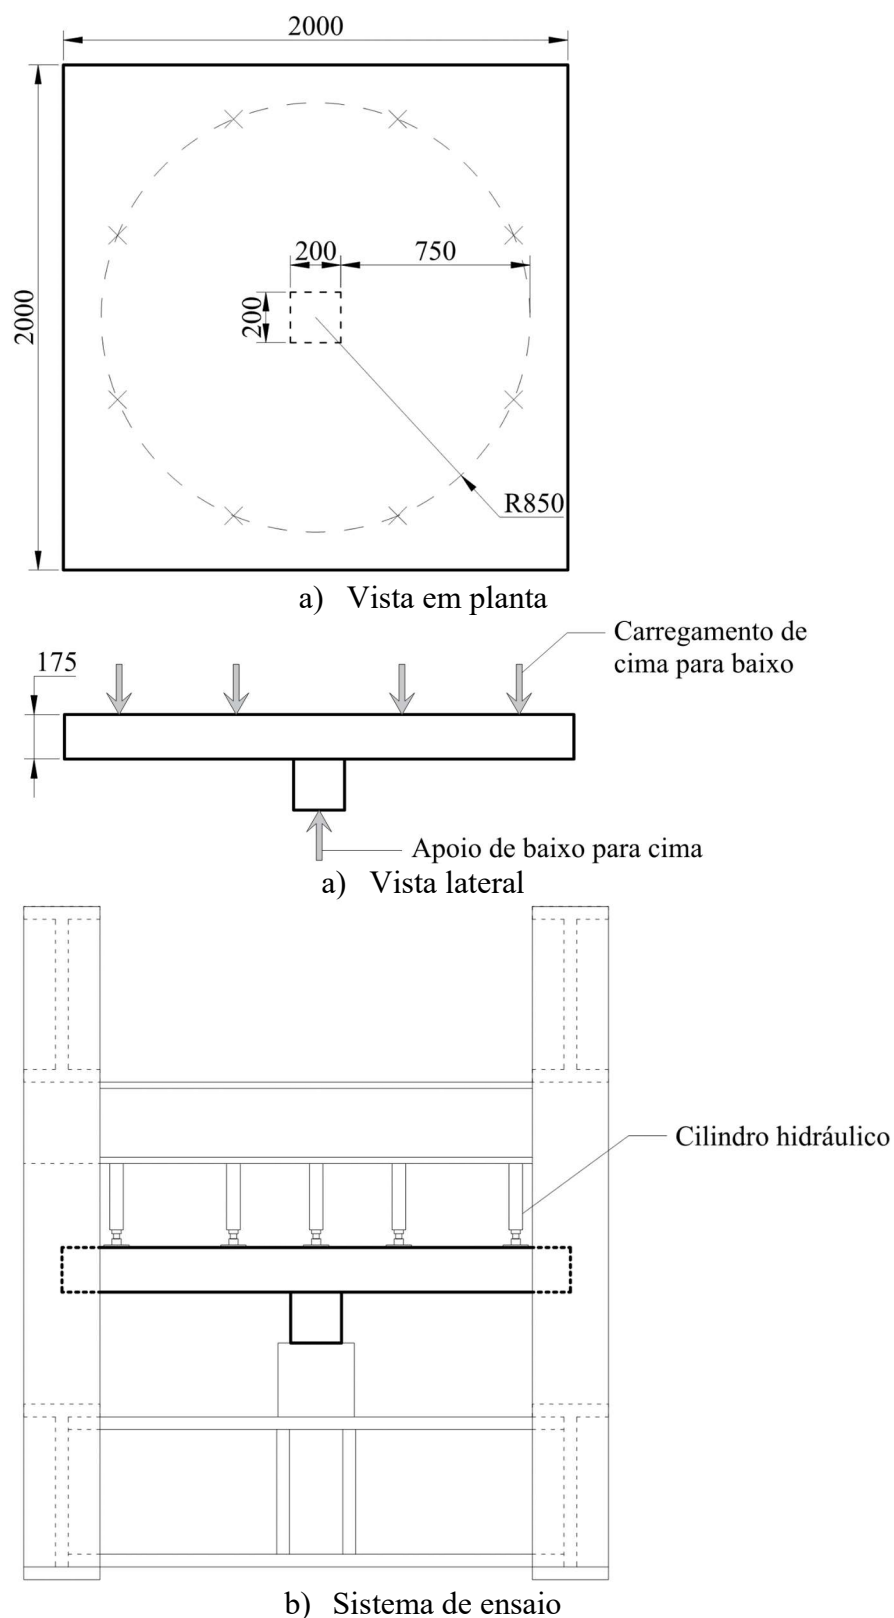 2000
2000
200
750
200
R850
a) Vista em planta
Carregamento de
cima para baixo
175
Apoio de baixo para cima
a) Vista lateral
Cilindro hidráulico
b) Sistema de ensaio